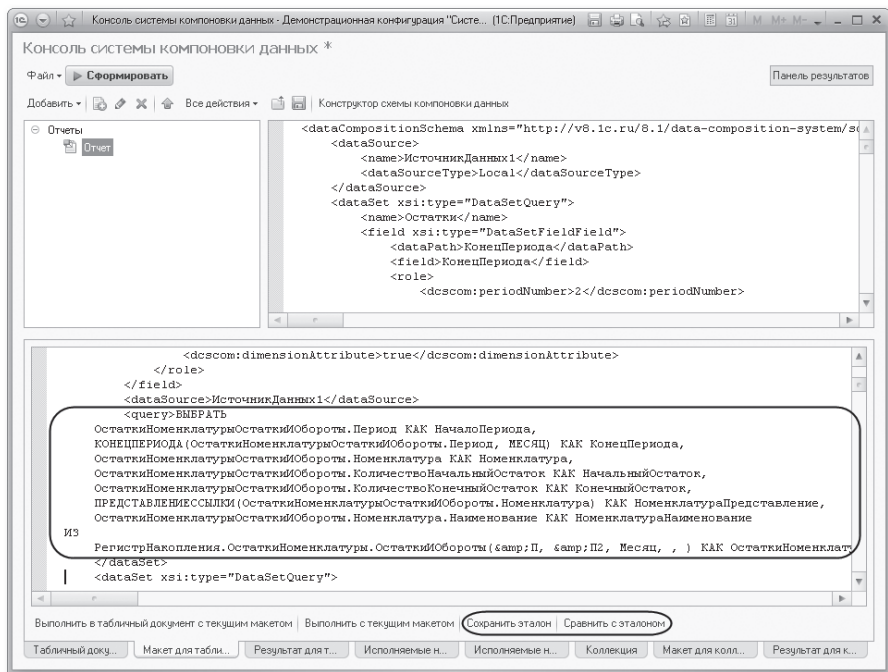 Консоль системы компоновки данных - Демонстрационная конфигурация "Систе... (1С:Предприятие)
M M+ M-
Консоль системы компоновки данных *
Файл
Сформировать
Панель результатов
Добавить
Все действия
Конструктор схемы компоновки данных
Отчеты
Отчет
<dataCompositionSchema xmlns="http://v8.1c.ru/8.1/data-composition-system/sc
<dataSource>
<name>ИсточникДанных1</name>
<dataSourceType>Local</dataSourceType>
</dataSource>
<dataSet xsi:type="DataSetQuery">
<name>Остатки</name>
<field xsi:type="DataSetFieldField">
<dataPath>КонецПериода</dataPath>
<field>КонецПериода</field>
<role>
<dcscom:periodNumber>2</dcscom:periodNumber>
<dcscom:dimensionAttribute>true</dcscom:dimensionAttribute>
</role>
</field>
<dataSource>ИсточникДанных1</dataSource>
<query>ВЫБРАТЬ
ОстаткиНоменклатурыОстаткиИОбороты.Период КАК НачалоПериода,
КОНЕЦПЕРИОДА(ОстаткиНоменклатурыОстаткиИОбороты.Период, МЕСЯЦ) КАК КонецПериода,
ОстаткиНоменклатурыОстаткиИОбороты.Номенклатура КАК Номенклатура,
ОстаткиНоменклатурыОстаткиИОбороты.КоличествоНачальныйОстаток КАК НачальныйОстаток,
ОстаткиНоменклатурыОстаткиИОбороты.КоличествоКонечныйОстаток КАК КонечныйОстаток,
ПРЕДСТАВЛЕНИЕССЫЛКИ(ОстаткиНоменклатурыОстаткиИОбороты.Номенклатура) КАК НоменклатураПредставление,
ОстаткиНоменклатурыОстаткиИОбороты.Номенклатура.Наименование КАК НоменклатураНаименование
ИЗ
РегистрНакопления.ОстаткиНоменклатуры.ОстаткиИОбороты(&amp;П, &amp;П2, Месяц, , ) КАК ОстаткиНоменклат
</dataSet>
<dataSet xsi:type="DataSetQuery">
Выполнить в табличный документ с текущим макетом
Выполнить с текущим макетом
Сохранить эталон
Сравнить с эталоном
Табличный доку...
Макет для табли...
Результат для т...
Исполняемые н...
Исполняемые н...
Коллекция
Макет для колл...
Результат для к...